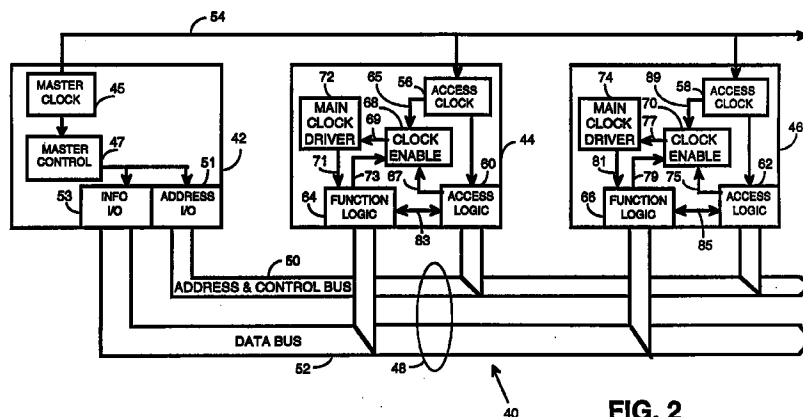 54
MASTER CLOCK
45
MASTER CONTROL
47
42
51
53
INFO I/O
ADDRESS I/O
72
65
56
ACCESS CLOCK
MAIN CLOCK DRIVER
68
69
CLOCK ENABLE
44
71
73
67
60
64
FUNCTION LOGIC
ACCESS LOGIC
83
74
89
58
ACCESS CLOCK
MAIN CLOCK DRIVER
70
77
CLOCK ENABLE
46
81
79
75
62
66
FUNCTION LOGIC
ACCESS LOGIC
85
50
ADDRESS & CONTROL BUS
DATA BUS
52
48
40
FIG. 2